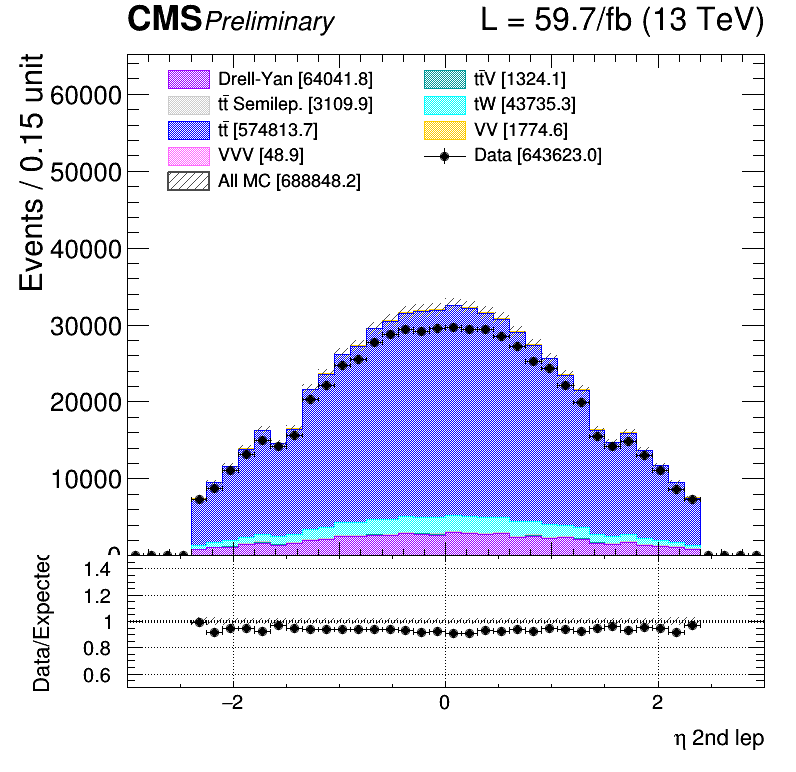 CMS Preliminary L = 59.7/fb (13 TeV)
Events / 0.15 unit
60000
50000
40000
30000
20000
10000
0
Drell-Yan [64041.8]
tt̄ Semilep. [3109.9]
tt̄ [574813.7]
VVV [48.9]
All MC [688848.2]
tt̄V [1324.1]
tW [43735.3]
VV [1774.6]
Data [643623.0]
Data/Expected
1.4
1.2
1
0.8
0.6
−2 0 2
η 2nd lep